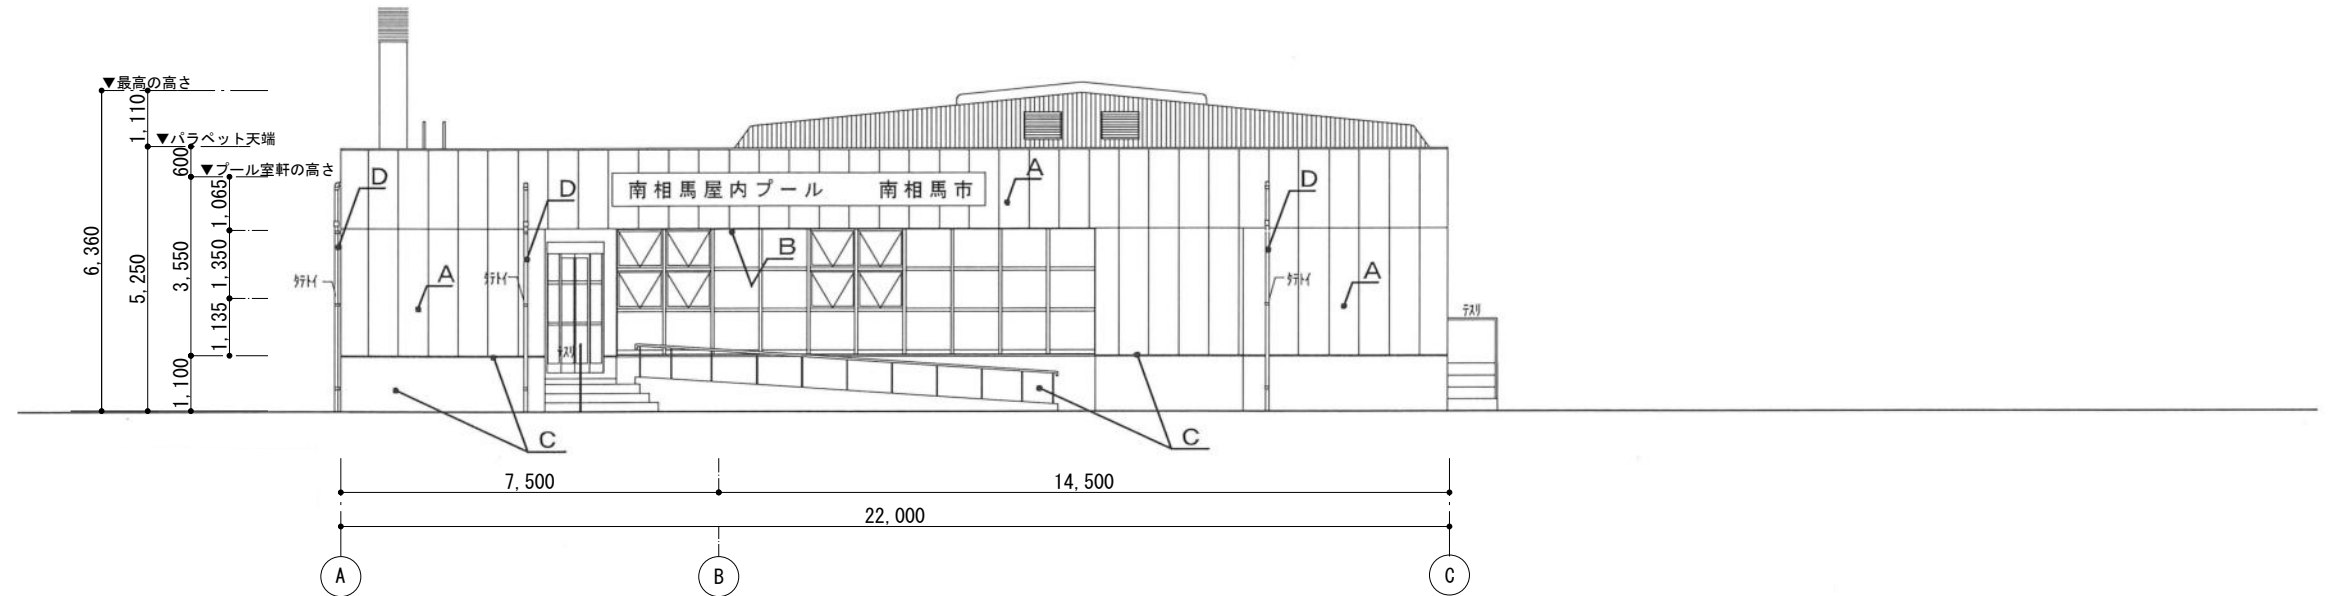 ▼最高の高さ
1,110
▼パラペット天端
600
▼プール室軒の高さ
1,065
6,360
5,250
3,550
1,350
1,135
1,100
D
D
A
D
南相馬屋内プール　南相馬市
B
A
A
ﾀﾃﾄｲ
ﾀﾃﾄｲ
ﾀﾃﾄｲ
ﾃｽﾘ
ﾃｽﾘ
C
C
7,500
14,500
22,000
A
B
C